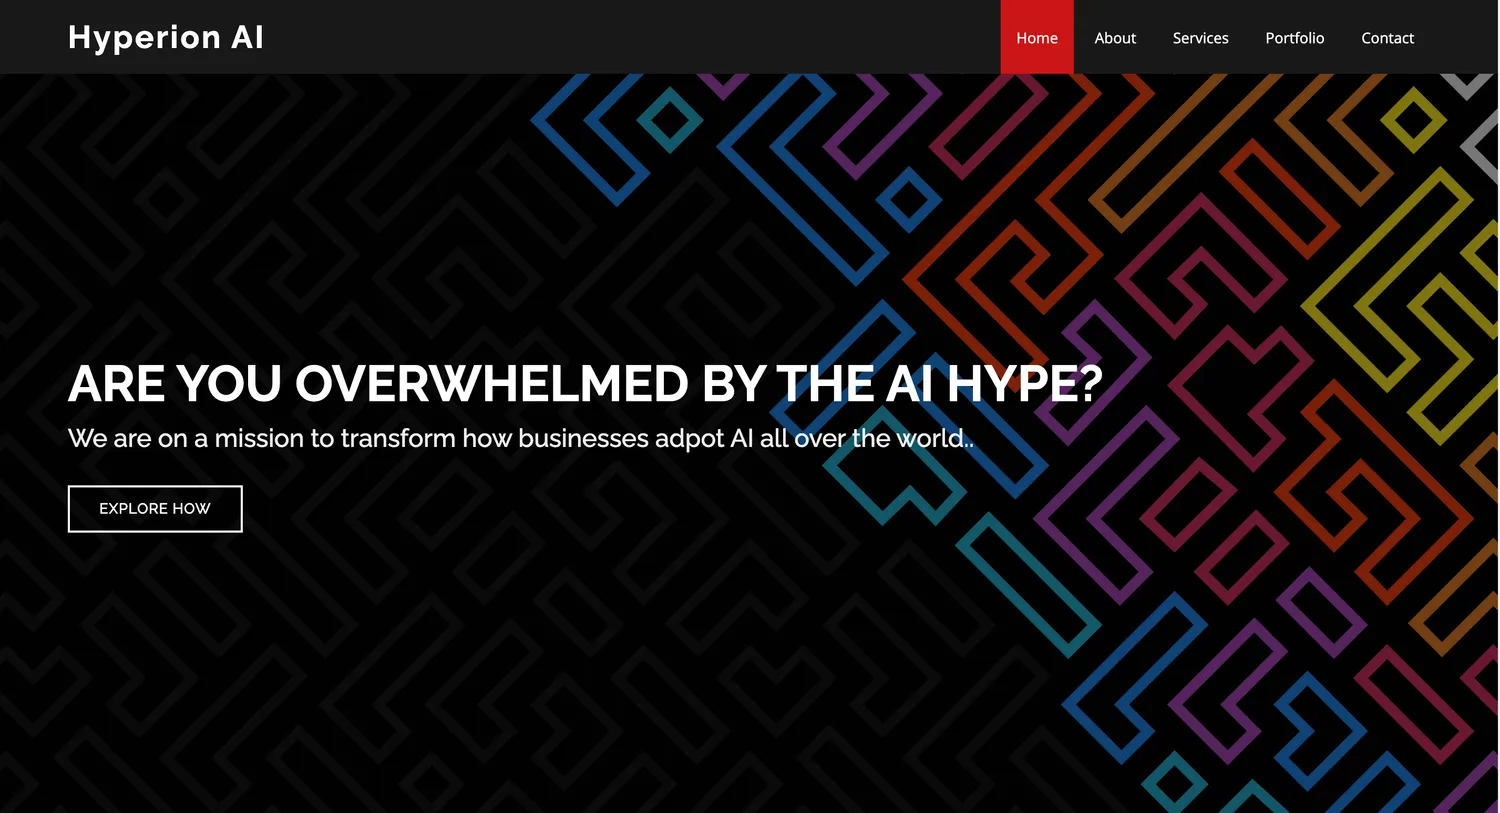 Hyperion AI
Home About Services Portfolio Contact
ARE YOU OVERWHELMED BY THE AI HYPE?
We are on a mission to transform how businesses adpot AI all over the world..
EXPLORE HOW